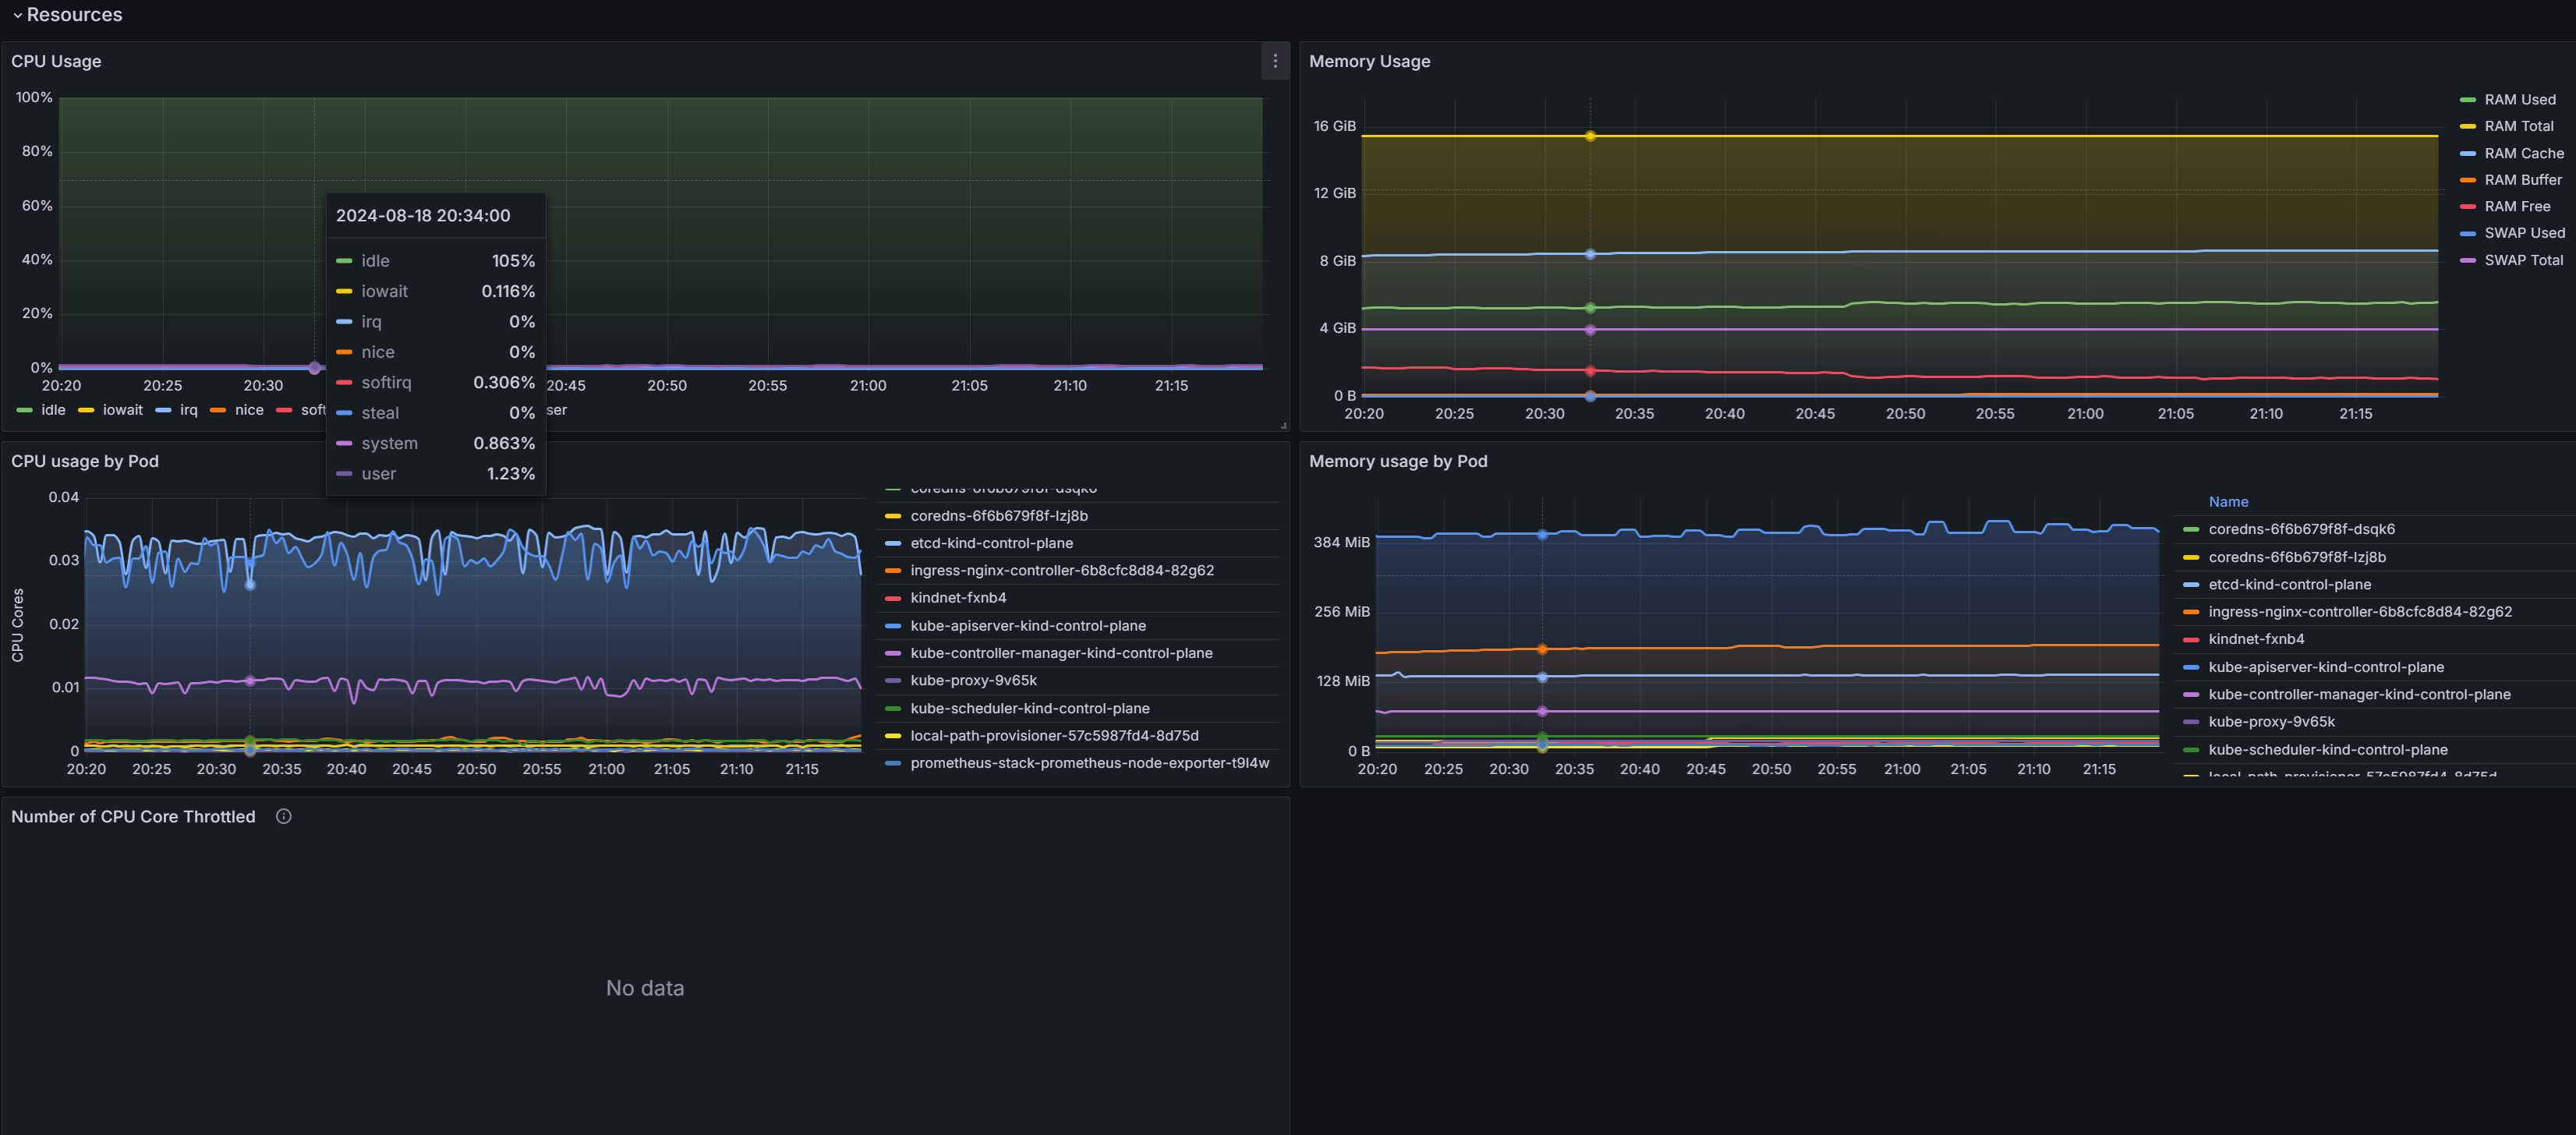 Resources
CPU Usage
100%
80%
60%
40%
20%
0%
20:20 20:25 20:30 20:45 20:50 20:55 21:00 21:05 21:10 21:15
idle iowait irq nice soft ser
2024-08-18 20:34:00
idle 105%
iowait 0.116%
irq 0%
nice 0%
softirq 0.306%
steal 0%
system 0.863%
user 1.23%
Memory Usage
16 GiB
12 GiB
8 GiB
4 GiB
0 B
20:20 20:25 20:30 20:35 20:40 20:45 20:50 20:55 21:00 21:05 21:10 21:15
RAM Used
RAM Total
RAM Cache
RAM Buffer
RAM Free
SWAP Used
SWAP Total
CPU usage by Pod
CPU Cores
0.04
0.03
0.02
0.01
0
20:20 20:25 20:30 20:35 20:40 20:45 20:50 20:55 21:00 21:05 21:10 21:15
coredns-6f6b679f8f-dsqk6
coredns-6f6b679f8f-lzj8b
etcd-kind-control-plane
ingress-nginx-controller-6b8cfc8d84-82g62
kindnet-fxnb4
kube-apiserver-kind-control-plane
kube-controller-manager-kind-control-plane
kube-proxy-9v65k
kube-scheduler-kind-control-plane
local-path-provisioner-57c5987fd4-8d75d
prometheus-stack-prometheus-node-exporter-t9l4w
Memory usage by Pod
384 MiB
256 MiB
128 MiB
0 B
20:20 20:25 20:30 20:35 20:40 20:45 20:50 20:55 21:00 21:05 21:10 21:15
Name
coredns-6f6b679f8f-dsqk6
coredns-6f6b679f8f-lzj8b
etcd-kind-control-plane
ingress-nginx-controller-6b8cfc8d84-82g62
kindnet-fxnb4
kube-apiserver-kind-control-plane
kube-controller-manager-kind-control-plane
kube-proxy-9v65k
kube-scheduler-kind-control-plane
local-path-provisioner-57c5987fd4-8d75d
Number of CPU Core Throttled
No data